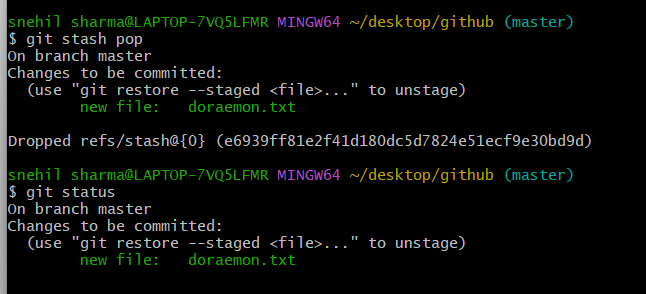 snehil sharma@LAPTOP-7VQ5LFMR MINGW64 ~/desktop/github (master)
$ git stash pop
On branch master
Changes to be committed:
  (use "git restore --staged <file>..." to unstage)
        new file:   doraemon.txt

Dropped refs/stash@{0} (e6939ff81e2f41d180dc5d7824e51ecf9e30bd9d)

snehil sharma@LAPTOP-7VQ5LFMR MINGW64 ~/desktop/github (master)
$ git status
On branch master
Changes to be committed:
  (use "git restore --staged <file>..." to unstage)
        new file:   doraemon.txt